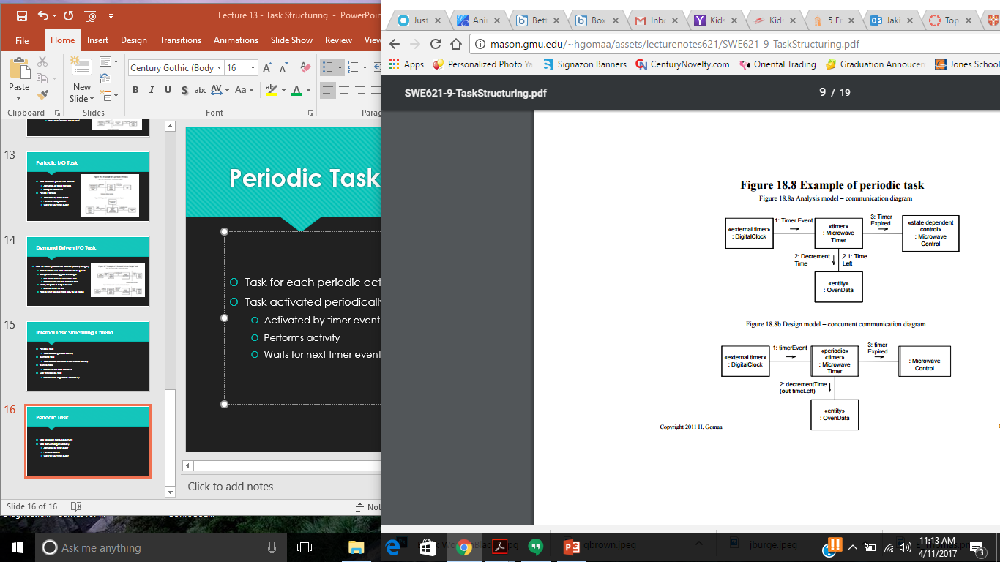 Lecture 13 - Task Structuring - PowerPoin
File Home Insert Design Transitions Animations Slide Show Review View
Paste
New
Slide
Century Gothic (Body 16
B I U S abc AV Aa
Clipboard Slides Font Parag
13
Periodic I/O Task
14
Demand Driven I/O Task
15
Internal Task Structuring Criteria
16
Periodic Task
Periodic Task
Task for each periodic act
Task activated periodically
Activated by timer event
Performs activity
Waits for next timer event
Click to add notes
Slide 16 of 16
Not
Just Anin Bett Box Inbo Kids Kids 5 En Jaki Top
mason.gmu.edu/~hgomaa/assets/lecturenotes621/SWE621-9-TaskStructuring.pdf
Apps Personalized Photo Ya Signazon Banners CenturyNovelty.com Oriental Trading Graduation Annoucen Jones School
SWE621-9-TaskStructuring.pdf 9 / 19
Figure 18.8 Example of periodic task
Figure 18.8a Analysis model – communication diagram
«external timer»
: DigitalClock
1: Timer Event
«timer»
: Microwave
Timer
3: Timer
Expired
«state dependent
control»
: Microwave
Control
2: Decrement
Time
2.1: Time
Left
«entity»
: OvenData
Figure 18.8b Design model – concurrent communication diagram
«external timer»
: DigitalClock
1: timerEvent
«periodic»
«timer»
: Microwave
Timer
3: timer
Expired
: Microwave
Control
2: decrementTime
(out timeLeft)
«entity»
: OvenData
Copyright 2011 H. Gomaa
Ask me anything
qbrown.jpeg
jburge.jpeg
11:13 AM
4/11/2017
3